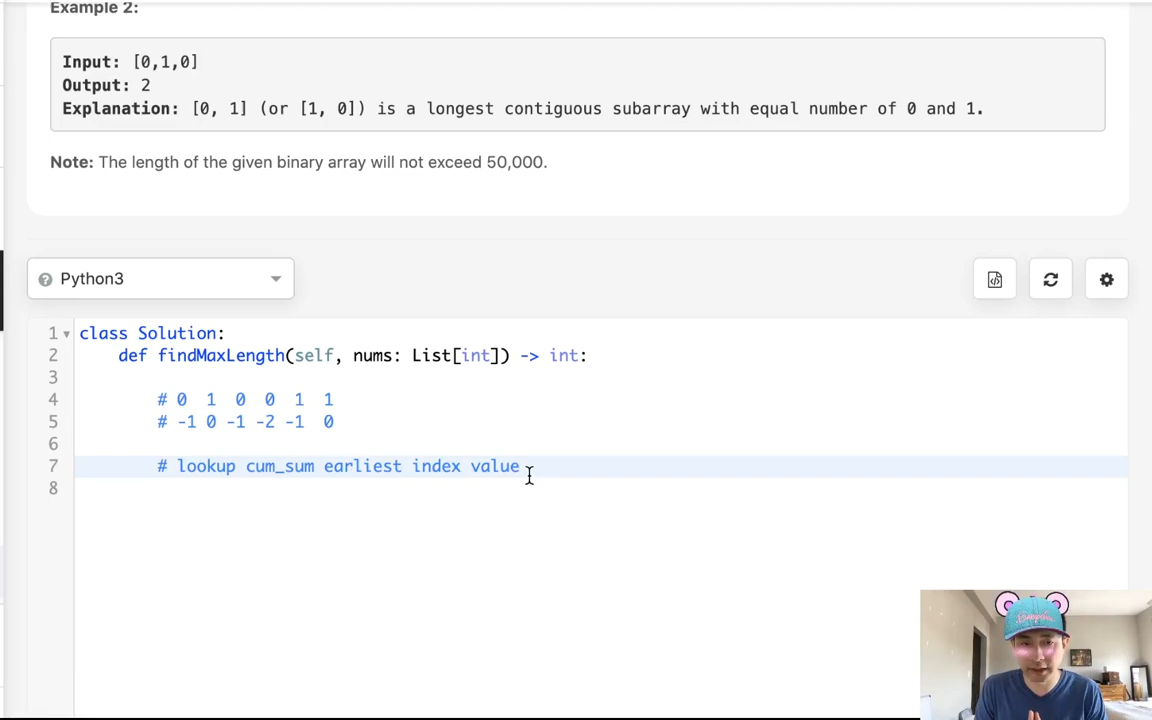 Example 2:
Input: [0,1,0]
Output: 2
Explanation: [0, 1] (or [1, 0]) is a longest contiguous subarray with equal number of 0 and 1.
Note: The length of the given binary array will not exceed 50,000.
Python3
1 class Solution:
2 def findMaxLength(self, nums: List[int]) -> int:
3
4 # 0 1 0 0 1 1
5 # -1 0 -1 -2 -1 0
6
7 # lookup cum_sum earliest index value
8